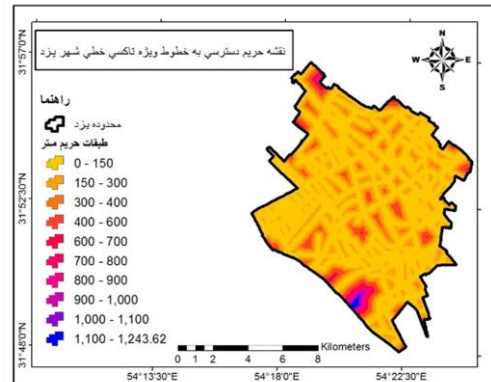 نقشه حریم دسترسي به خطوط ویژه تاكسي خطي شهر یزد
N
W E
S
راهنما
محدوده یزد
طبقات حریم متر
0 - 150
150 - 300
300 - 400
400 - 600
600 - 700
700 - 800
800 - 900
900 - 1,000
1,000 - 1,100
1,100 - 1,243.62
Kilometers
0 1 2 4 6 8
31°57'0"N
31°52'30"N
31°48'0"N
54°13'30"E
54°18'0"E
54°22'30"E